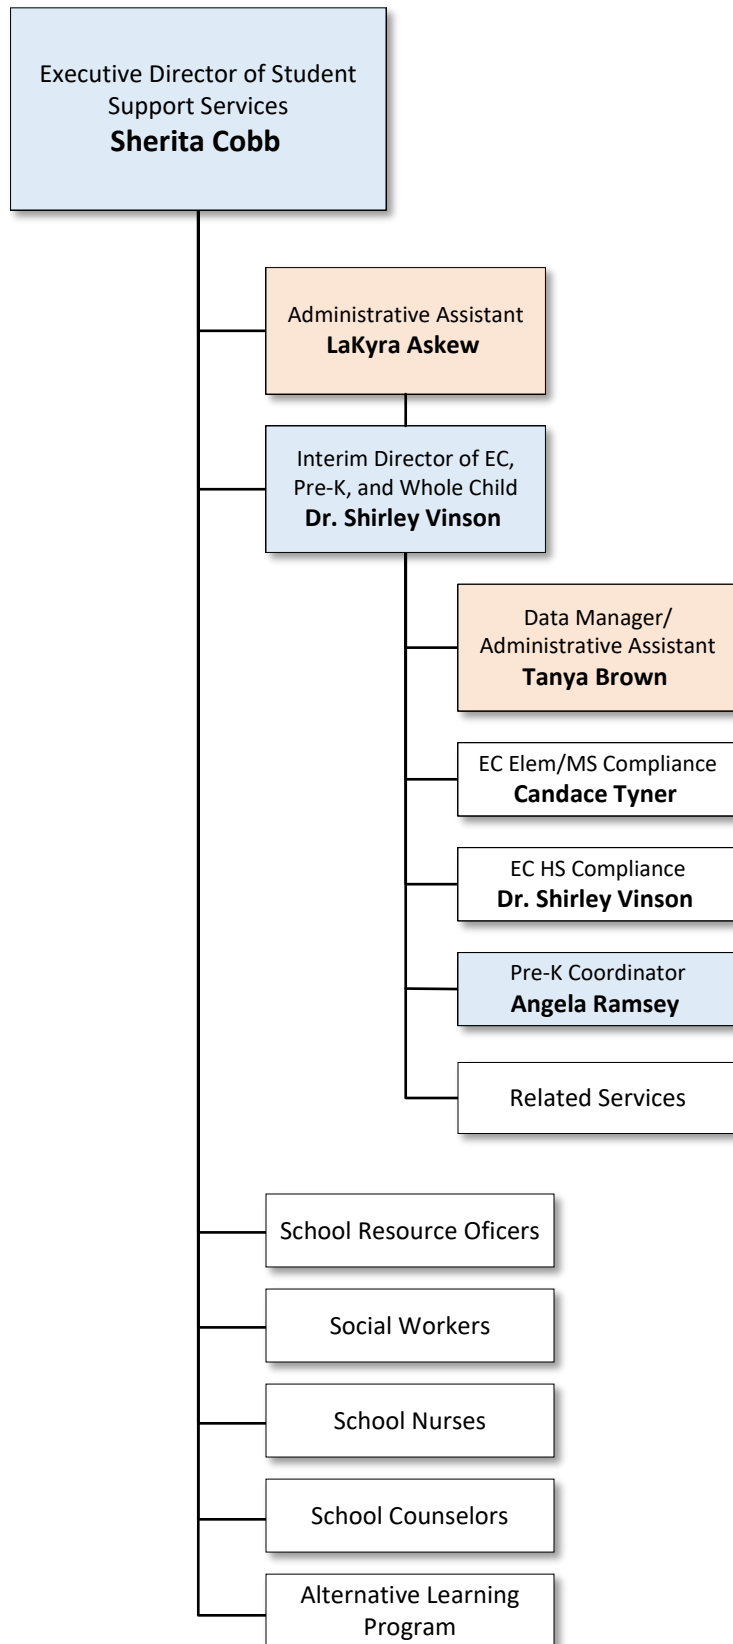 Executive Director of Student
Support Services
Sherita Cobb
Administrative Assistant
LaKyra Askew
Interim Director of EC,
Pre-K, and Whole Child
Dr. Shirley Vinson
Data Manager/
Administrative Assistant
Tanya Brown
EC Elem/MS Compliance
Candace Tyner
EC HS Compliance
Dr. Shirley Vinson
Pre-K Coordinator
Angela Ramsey
Related Services
School Resource Oficers
Social Workers
School Nurses
School Counselors
Alternative Learning
Program